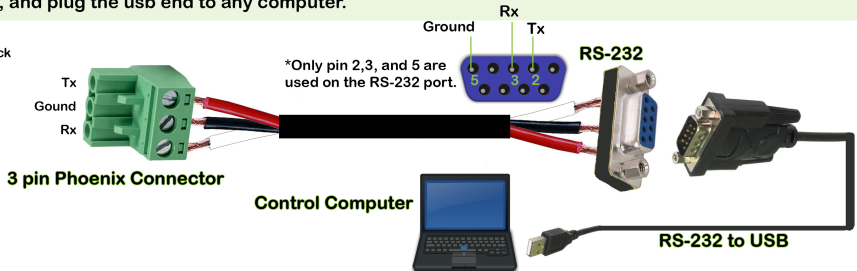 , and plug the usb end to any computer.
Rx
Ground
Tx
ck
*Only pin 2,3, and 5 are
used on the RS-232 port.
RS-232
5
3
2
Tx
Gound
Rx
3 pin Phoenix Connector
Control Computer
RS-232 to USB